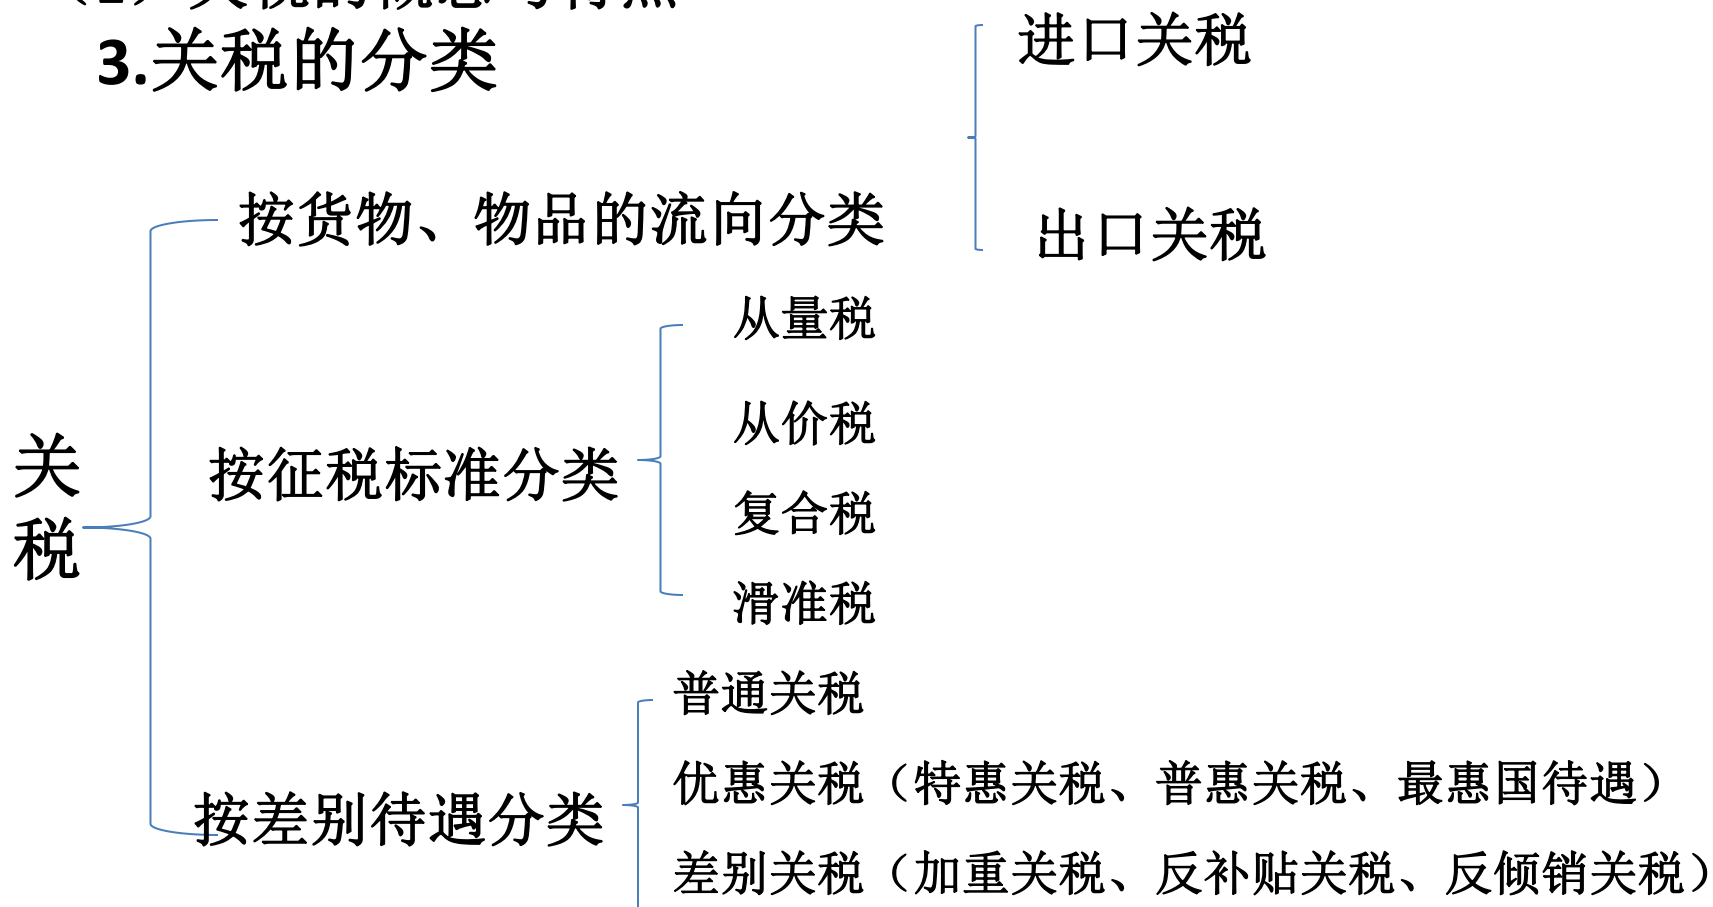 3.关税的分类
进口关税
按货物、物品的流向分类
出口关税
从量税
从价税
关税
按征税标准分类
复合税
滑准税
普通关税
优惠关税（特惠关税、普惠关税、最惠国待遇）
按差别待遇分类
差别关税（加重关税、反补贴关税、反倾销关税）